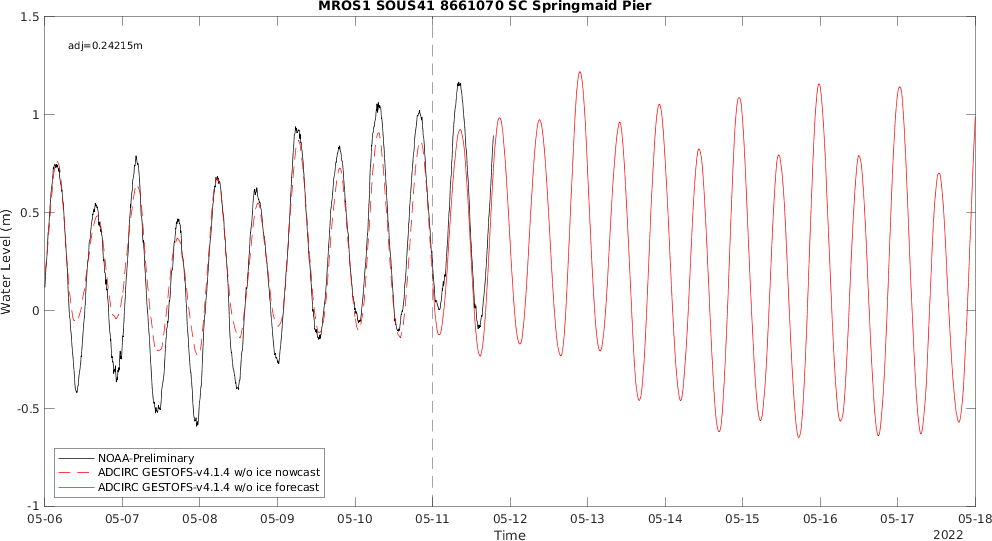 MROS1 SOUS41 8661070 SC Springmaid Pier
adj=0.24215m
1.5
1
0.5
0
-0.5
-1
Water Level (m)
NOAA-Preliminary
ADCIRC GESTOFS-v4.1.4 w/o ice nowcast
ADCIRC GESTOFS-v4.1.4 w/o ice forecast
05-06 05-07 05-08 05-09 05-10 05-11 05-12 05-13 05-14 05-15 05-16 05-17 05-18
Time
2022